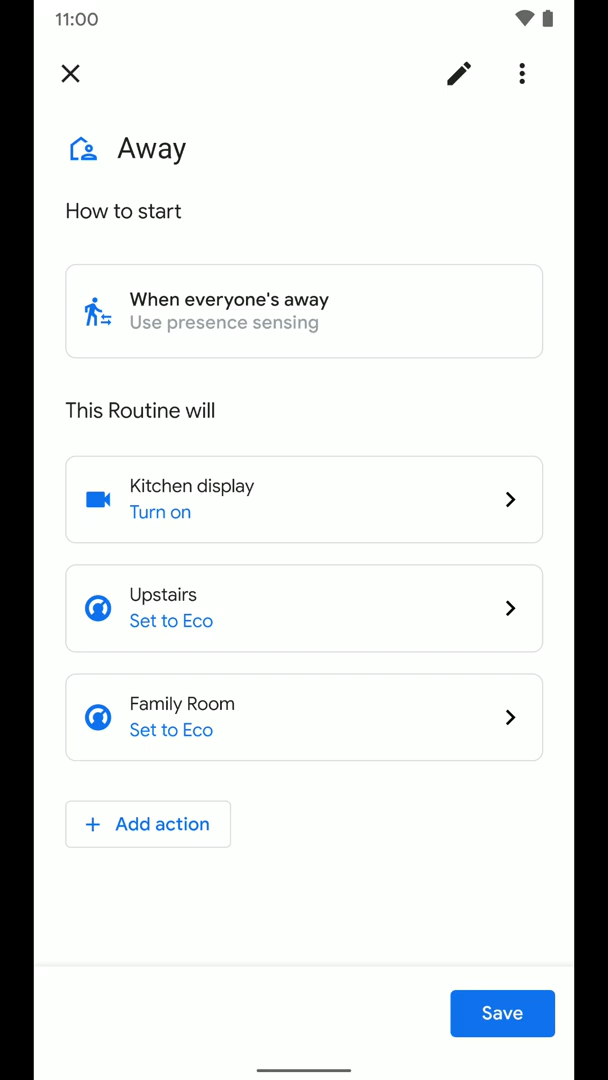 11:00
Away
How to start
When everyone's away
Use presence sensing
This Routine will
Kitchen display
Turn on
Upstairs
Set to Eco
Family Room
Set to Eco
+ Add action
Save